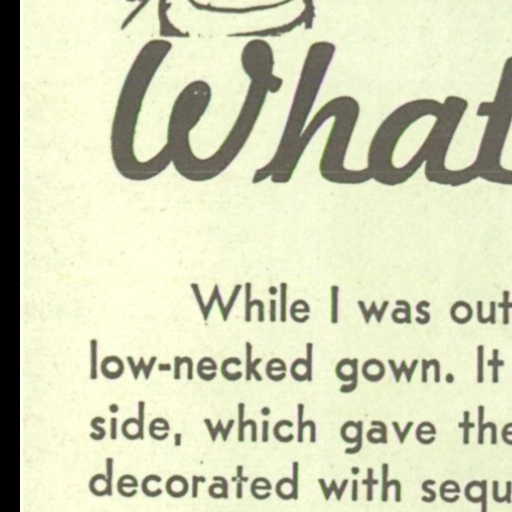 What
While I was out
low-necked gown. It
side, which gave the
decorated with sequ